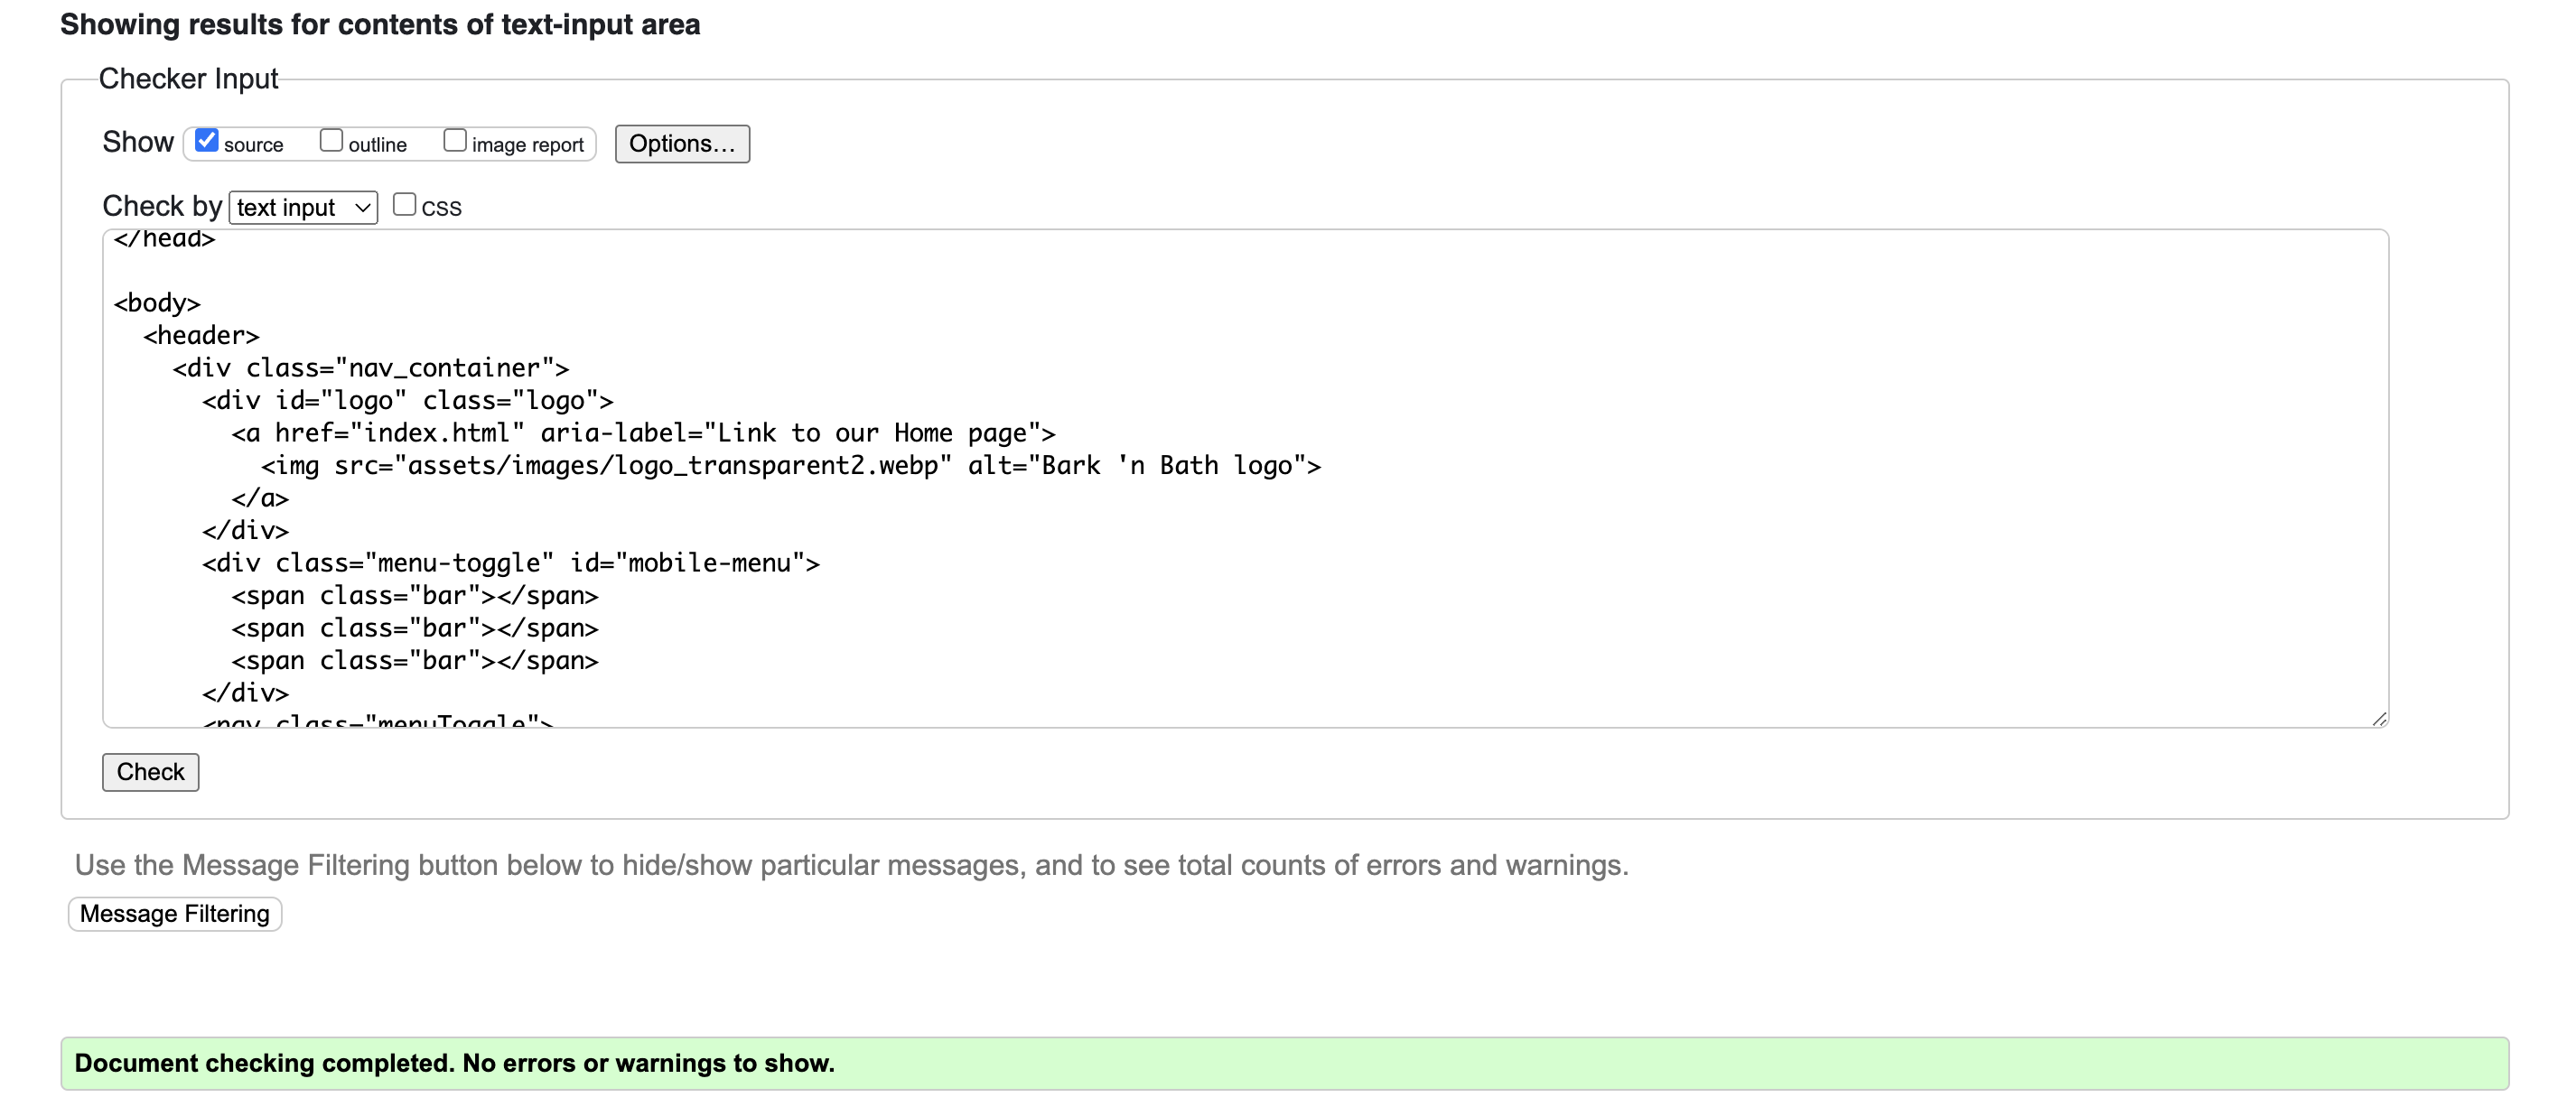 Showing results for contents of text-input area
Checker Input
Show source outline image report Options...
Check by text input CSS
</head>
<body>
<header>
<div class="nav_container">
<div id="logo" class="logo">
<a href="index.html" aria-label="Link to our Home page">
<img src="assets/images/logo_transparent2.webp" alt="Bark 'n Bath logo">
</a>
</div>
<div class="menu-toggle" id="mobile-menu">
<span class="bar"></span>
<span class="bar"></span>
<span class="bar"></span>
</div>
<nav class="menuToggle">
Check
Use the Message Filtering button below to hide/show particular messages, and to see total counts of errors and warnings.
Message Filtering
Document checking completed. No errors or warnings to show.